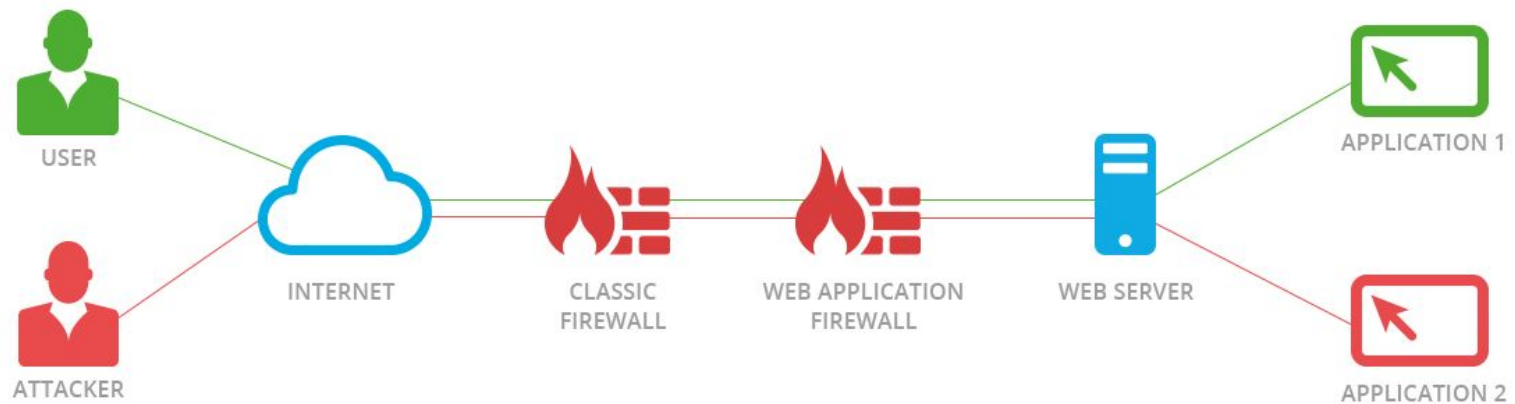 USER
ATTACKER
INTERNET
CLASSIC
FIREWALL
WEB APPLICATION
FIREWALL
WEB SERVER
APPLICATION 1
APPLICATION 2